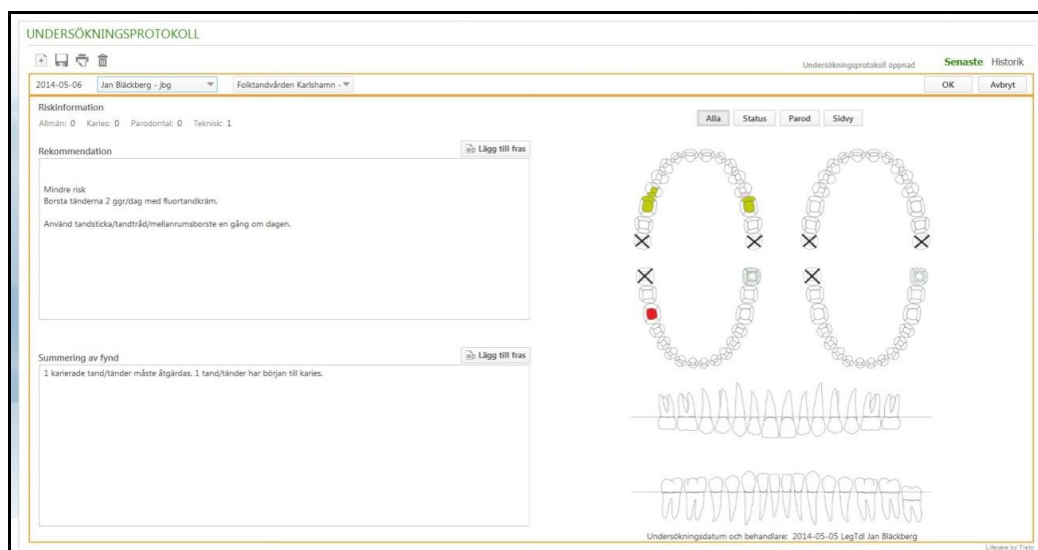 UNDERSÖKNINGSPROTOKOLL
Undersökningsprotokoll öppnad Senaste Historik
2014-05-06 Jan Bläckberg - jbg Folktandvården Karlshamn - OK Avbryt
Riskinformation
Allmän: 0 Karies: 0 Parodontal: 0 Teknisk: 1
Alla Status Parod Sidvy
Rekommendation Lägg till fras
Mindre risk
Borsta tänderna 2 ggr/dag med fluortandkräm.
Använd tandsticka/tandtråd/mellanrumsborste en gång om dagen.
Summering av fynd Lägg till fras
1 karierade tand/tänder måste åtgärdas. 1 tand/tänder har början till karies.
Undersökningsdatum och behandlare: 2014-05-05 LegTdl Jan Bläckberg
Lifecare by Tieto